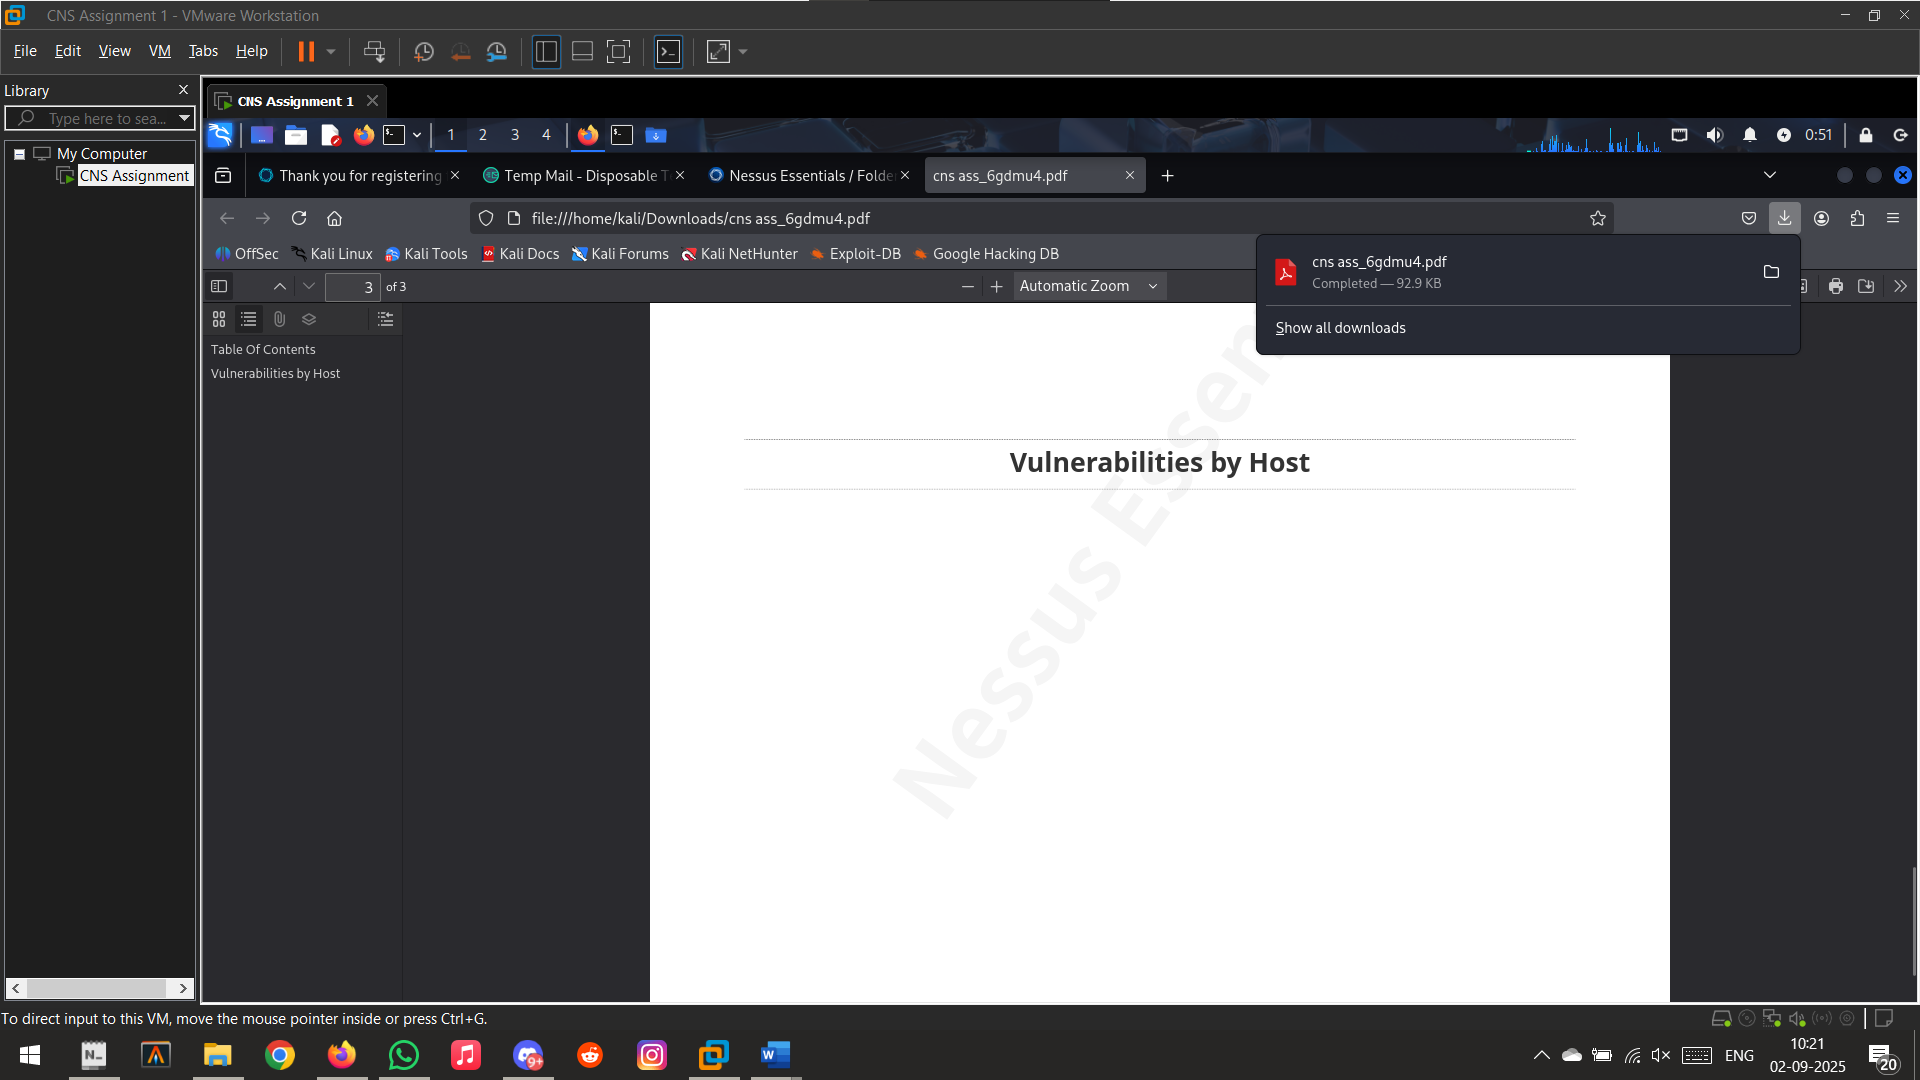 CNS Assignment 1 - VMware Workstation
File Edit View VM Tabs Help
Library
Type here to sea...
My Computer
CNS Assignment
CNS Assignment 1
1 2 3 4
0:51
Thank you for registering
Temp Mail - Disposable T
Nessus Essentials / Folde
cns ass_6gdmu4.pdf
file:///home/kali/Downloads/cns ass_6gdmu4.pdf
OffSec Kali Linux Kali Tools Kali Docs Kali Forums Kali NetHunter Exploit-DB Google Hacking DB
cns ass_6gdmu4.pdf
Completed — 92.9 KB
Show all downloads
3 of 3
Automatic Zoom
Table Of Contents
Vulnerabilities by Host
Vulnerabilities by Host
Nessus Essen
To direct input to this VM, move the mouse pointer inside or press Ctrl+G.
9+
ENG
10:21
02-09-2025
20